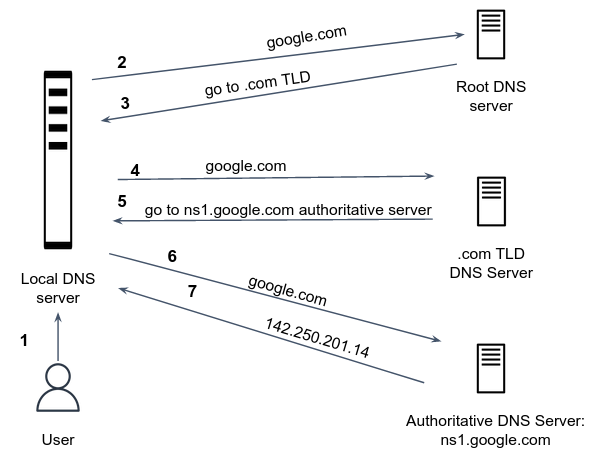 2
google.com
go to .com TLD
3
Root DNS
server
4
google.com
5
go to ns1.google.com authoritative server
.com TLD
DNS Server
Local DNS
server
6
google.com
7
142.250.201.14
1
User
Authoritative DNS Server:
ns1.google.com